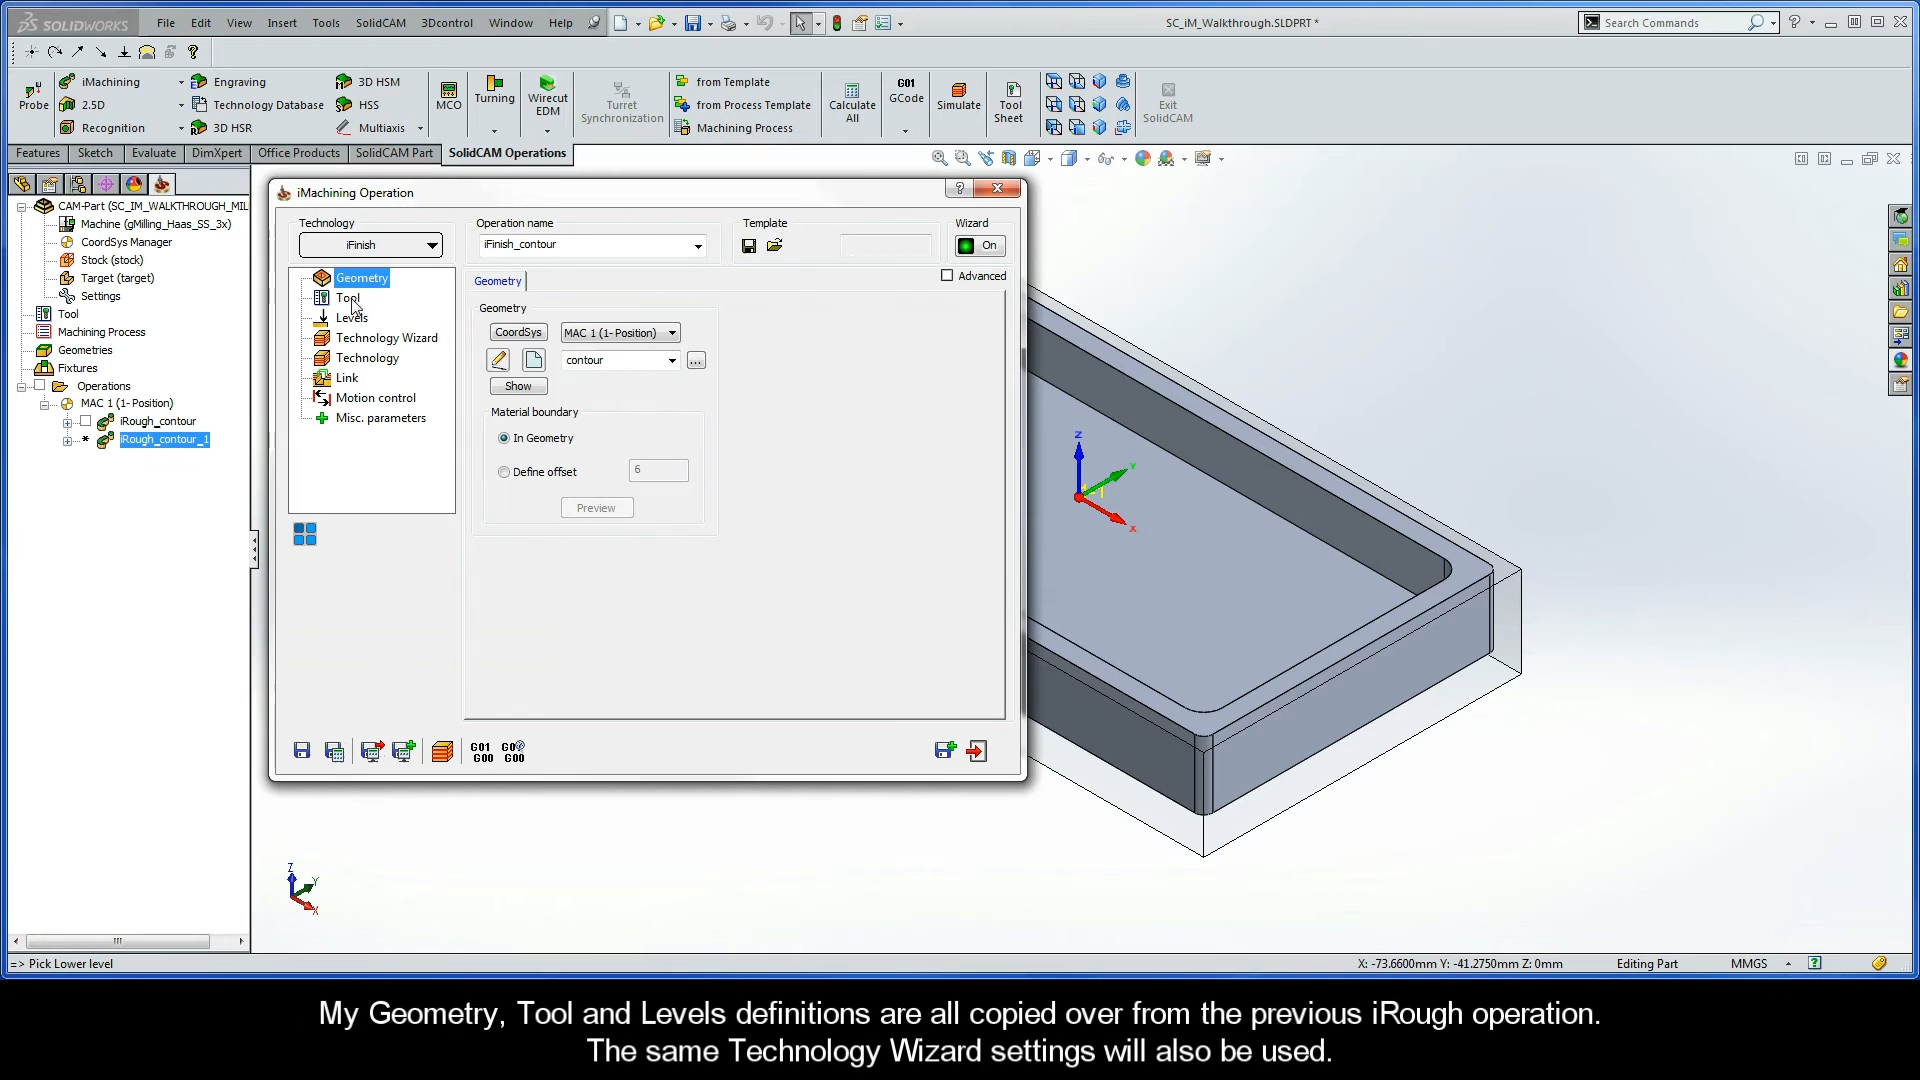 SOLIDWORKS File Edit View Insert Tools SolidCAM 3Dcontrol Window Help SC_iM_Walkthrough.SLDPRT * Search Commands
Probe
iMachining
2.5D
Recognition
Engraving
Technology Database
3D HSR
3D HSM
HSS
Multiaxis
MCO
Turning
Wirecut
EDM
Turret
Synchronization
from Template
from Process Template
Machining Process
Calculate
All
G01
GCode
Simulate
Tool
Sheet
Exit
SolidCAM
Features Sketch Evaluate DimXpert Office Products SolidCAM Part SolidCAM Operations
CAM-Part (SC_IM_WALKTHROUGH_MIL
Machine (gMilling_Haas_SS_3x)
CoordSys Manager
Stock (stock)
Target (target)
Settings
Tool
Machining Process
Geometries
Fixtures
Operations
MAC 1 (1- Position)
iRough_contour
* iRough_contour_1
iMachining Operation
Technology
iFinish
Operation name
iFinish_contour
Template
Wizard
On
Geometry
Tool
Levels
Technology Wizard
Technology
Link
Motion control
Misc. parameters
Geometry
Advanced
Geometry
CoordSys MAC 1 (1- Position)
contour ...
Show
Material boundary
In Geometry
Define offset 6
Preview
G01
G00
G00
Z
Y
X
Z
Y
X
=> Pick Lower level
X: -73.6600mm Y: -41.2750mm Z: 0mm Editing Part MMGS
My Geometry, Tool and Levels definitions are all copied over from the previous iRough operation.
The same Technology Wizard settings will also be used.